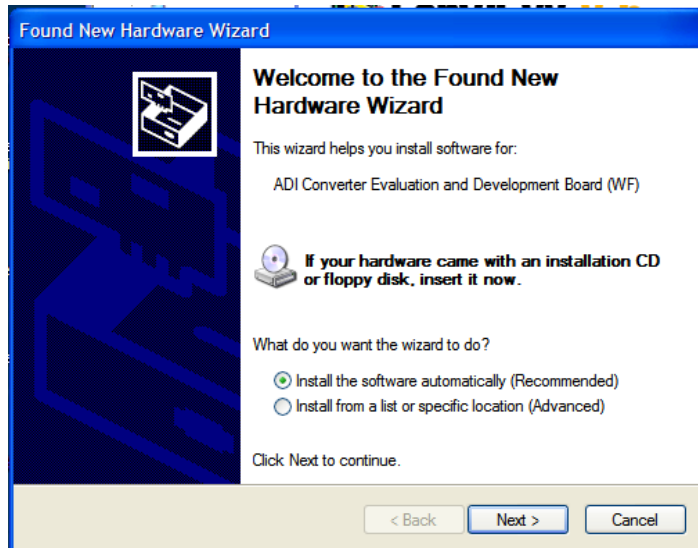 Found New Hardware Wizard
Welcome to the Found New
Hardware Wizard
This wizard helps you install software for:
ADI Converter Evaluation and Development Board (WF)
If your hardware came with an installation CD
or floppy disk, insert it now.
What do you want the wizard to do?
Install the software automatically (Recommended)
Install from a list or specific location (Advanced)
Click Next to continue.
< Back Next > Cancel